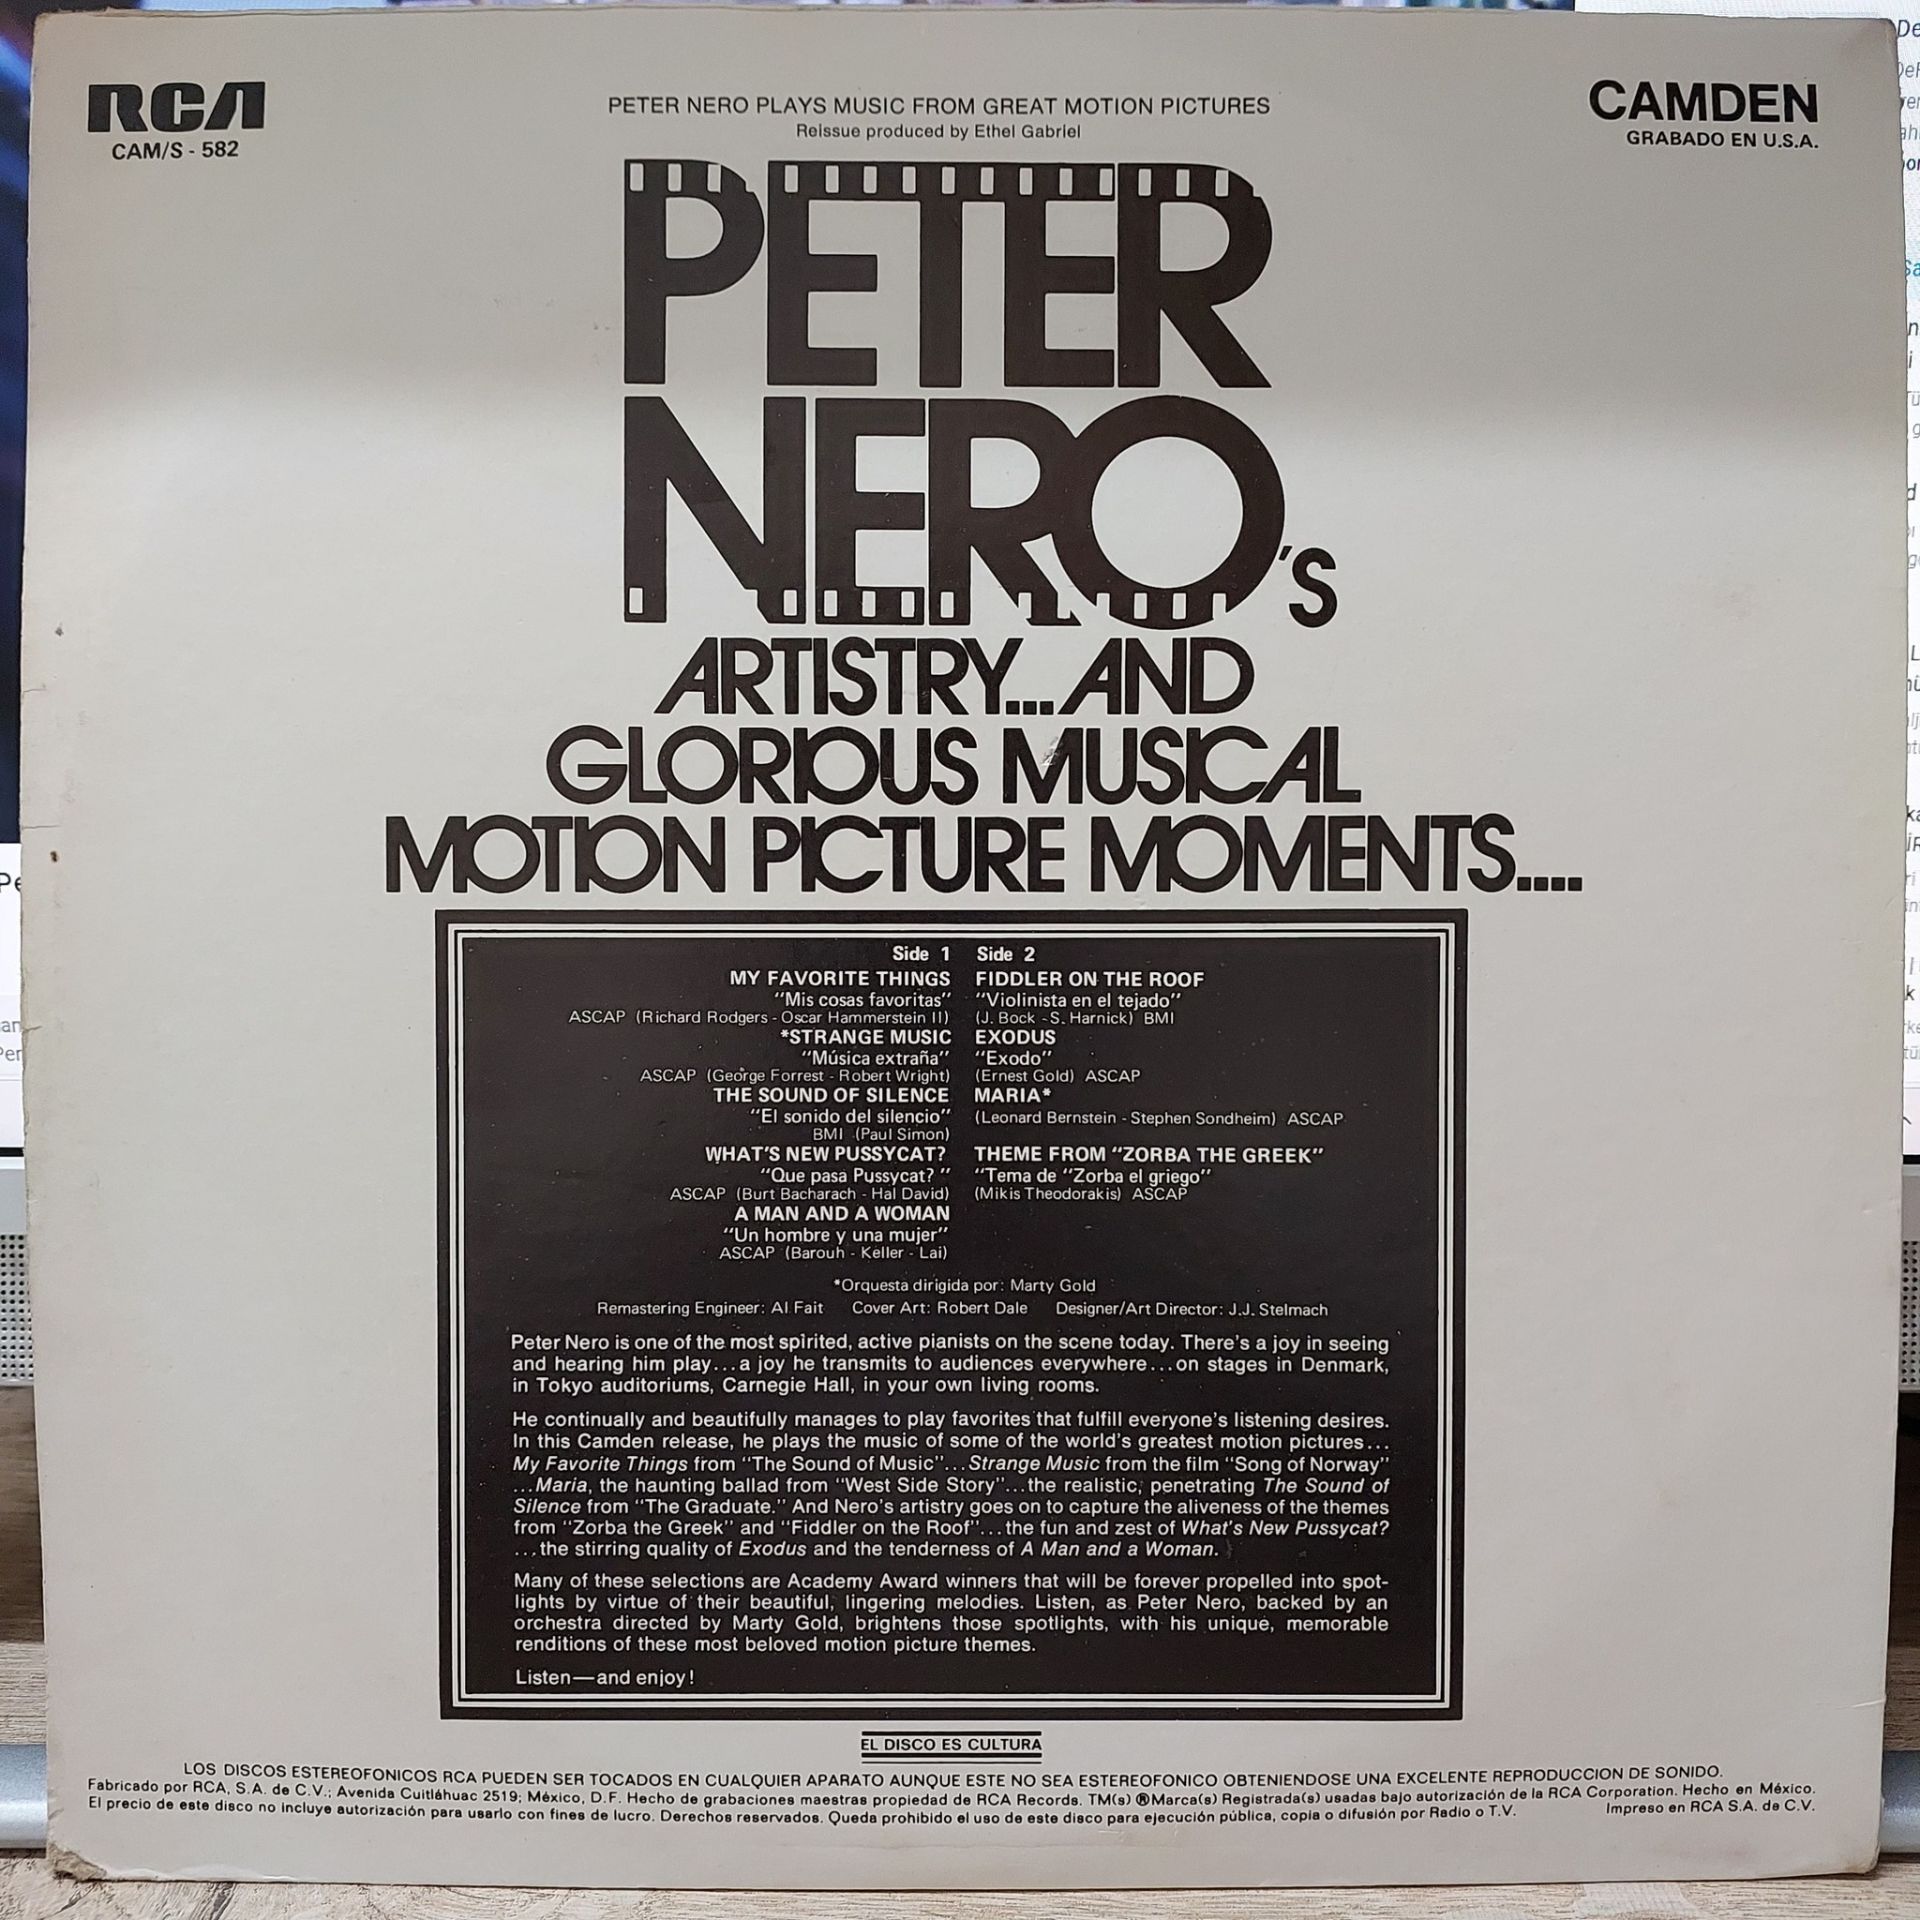 RCA
CAM/S - 582
PETER NERO PLAYS MUSIC FROM GREAT MOTION PICTURES
Reissue produced by Ethel Gabriel
CAMDEN
GRABADO EN U.S.A.
PETER
NERO'S
ARTISTRY...AND
GLORIOUS MUSICAL
MOTION PICTURE MOMENTS....
Side 1
MY FAVORITE THINGS
"Mis cosas favoritas"
ASCAP (Richard Rodgers - Oscar Hammerstein II)
*STRANGE MUSIC
"Música extraña"
ASCAP (George Forrest - Robert Wright)
THE SOUND OF SILENCE
"El sonido del silencio"
BMI (Paul Simon)
WHAT'S NEW PUSSYCAT?
"Que pasa Pussycat?"
ASCAP (Burt Bacharach - Hal David)
A MAN AND A WOMAN
"Un hombre y una mujer"
ASCAP (Barouh - Keller - Lai)
Side 2
FIDDLER ON THE ROOF
"Violinista en el tejado"
(J. Bock - S. Harnick) BMI
EXODUS
"Exodo"
(Ernest Gold) ASCAP
MARIA*
(Leonard Bernstein - Stephen Sondheim) ASCAP
THEME FROM "ZORBA THE GREEK"
"Tema de "Zorba el griego"
(Mikis Theodorakis) ASCAP
*Orquesta dirigida por: Marty Gold
Remastering Engineer: Al Fait Cover Art: Robert Dale Designer/Art Director: J.J. Stelmach
Peter Nero is one of the most spirited, active pianists on the scene today. There's a joy in seeing
and hearing him play...a joy he transmits to audiences everywhere...on stages in Denmark,
in Tokyo auditoriums, Carnegie Hall, in your own living rooms.
He continually and beautifully manages to play favorites that fulfill everyone's listening desires.
In this Camden release, he plays the music of some of the world's greatest motion pictures...
My Favorite Things from "The Sound of Music"...Strange Music from the film "Song of Norway"
...Maria, the haunting ballad from "West Side Story"...the realistic, penetrating The Sound of
Silence from "The Graduate." And Nero's artistry goes on to capture the aliveness of the themes
from "Zorba the Greek" and "Fiddler on the Roof"...the fun and zest of What's New Pussycat?
...the stirring quality of Exodus and the tenderness of A Man and a Woman.
Many of these selections are Academy Award winners that will be forever propelled into spot-
lights by virtue of their beautiful, lingering melodies. Listen, as Peter Nero, backed by an
orchestra directed by Marty Gold, brightens those spotlights, with his unique, memorable
renditions of these most beloved motion picture themes.
Listen—and enjoy!
EL DISCO ES CULTURA
LOS DISCOS ESTEREOFONICOS RCA PUEDEN SER TOCADOS EN CUALQUIER APARATO AUNQUE ESTE NO SEA ESTEREOFONICO OBTENIENDOSE UNA EXCELENTE REPRODUCCION DE SONIDO.
Fabricado por RCA, S.A. de C.V.; Avenida Cuitláhuac 2519; México, D.F. Hecho de grabaciones maestras propiedad de RCA Records. TM(s) ®Marca(s) Registrada(s) usadas bajo autorización de la RCA Corporation. Hecho en México.
El precio de este disco no incluye autorización para usarlo con fines de lucro. Derechos reservados. Queda prohibido el uso de este disco para ejecución pública, copia o difusión por Radio o T.V. Impreso en RCA S.A. de C.V.